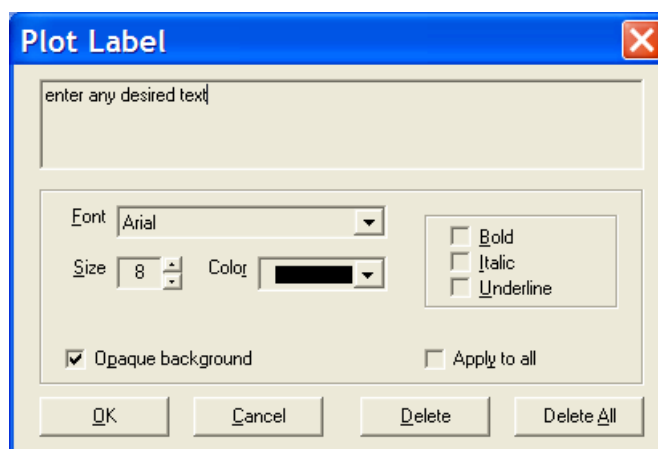 Plot Label
enter any desired text
Font Arial
Bold
Italic
Underline
Size 8 Color
Opaque background Apply to all
OK Cancel Delete Delete All